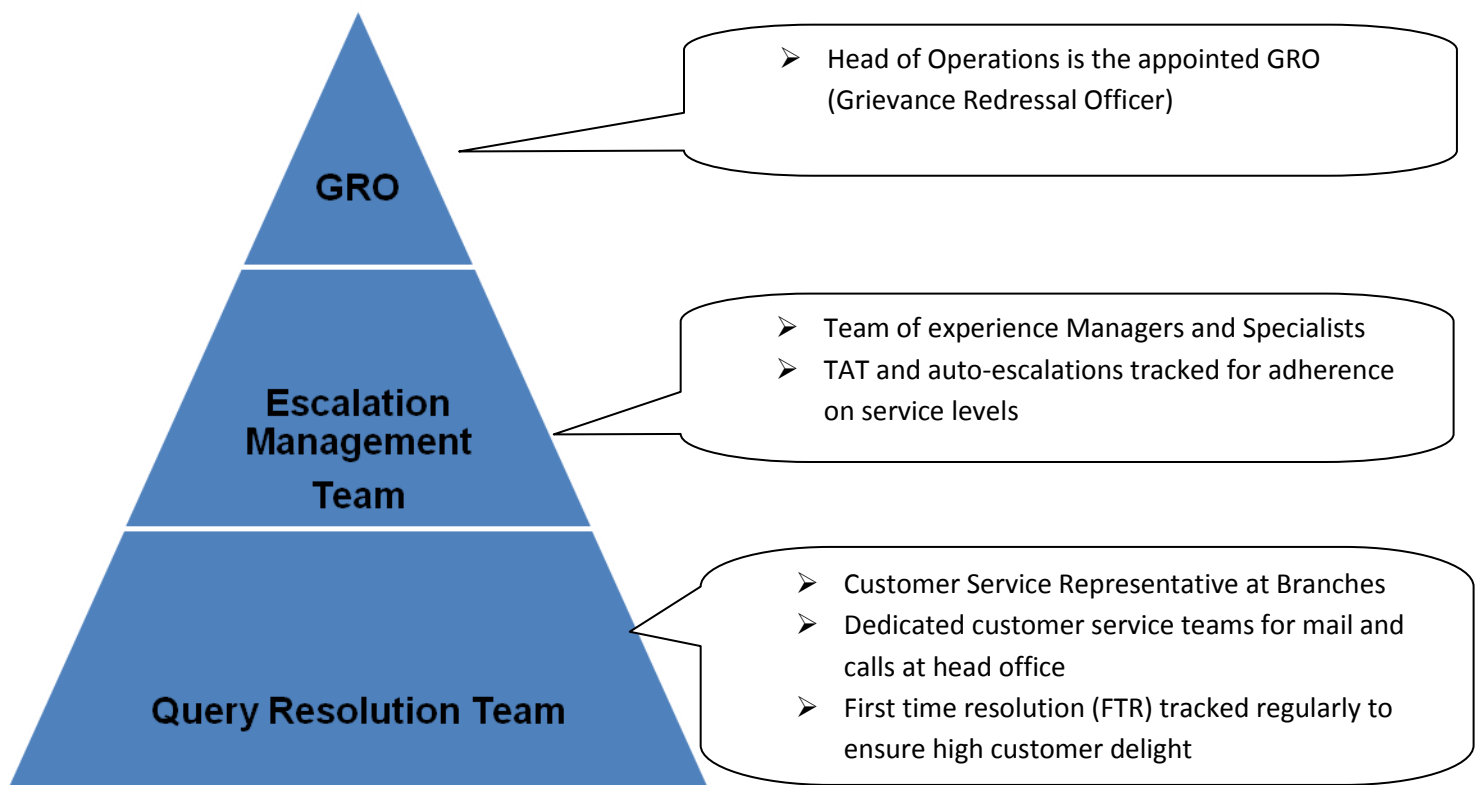 GRO
➢ Head of Operations is the appointed GRO
(Grievance Redressal Officer)
Escalation
Management
Team
➢ Team of experience Managers and Specialists
➢ TAT and auto-escalations tracked for adherence
on service levels
Query Resolution Team
➢ Customer Service Representative at Branches
➢ Dedicated customer service teams for mail and
calls at head office
➢ First time resolution (FTR) tracked regularly to
ensure high customer delight